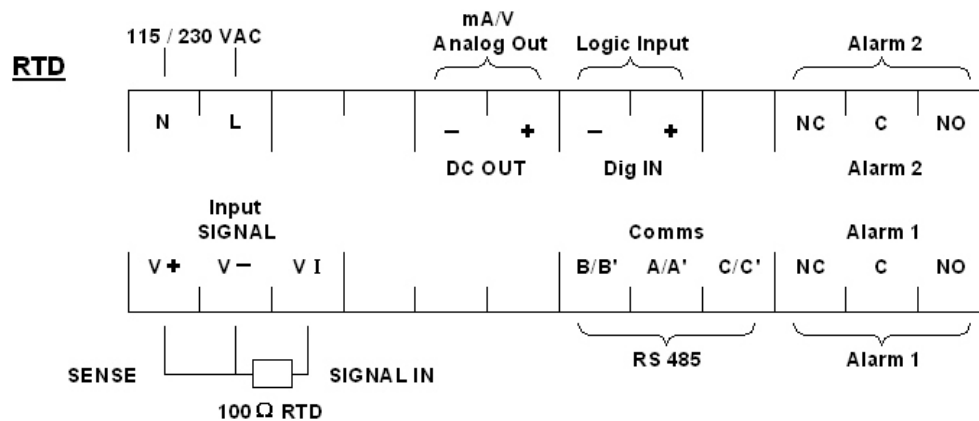 mA/V
115 / 230 VAC Analog Out Logic Input Alarm 2
RTD
N L − + − + NC C NO
DC OUT Dig IN Alarm 2
Input
SIGNAL Comms Alarm 1
V + V − V I B/B' A/A' C/C' NC C NO
RS 485 Alarm 1
SENSE SIGNAL IN
100 Ω RTD